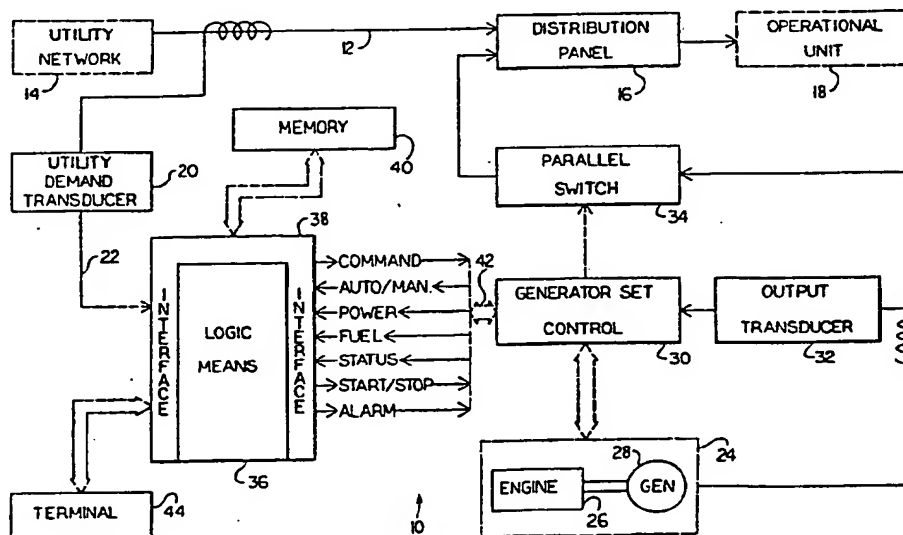 UTILITY
NETWORK
14
12
DISTRIBUTION
PANEL
16
OPERATIONAL
UNIT
18
MEMORY
40
UTILITY
DEMAND
TRANSDUCER
20
PARALLEL
SWITCH
34
22
38
INTERFACE
LOGIC
MEANS
INTERFACE
36
COMMAND
AUTO/MAN.
POWER
FUEL
STATUS
START/STOP
ALARM
42
GENERATOR SET
CONTROL
30
OUTPUT
TRANSDUCER
32
TERMINAL
44
10
ENGINE
26
28
GEN
24